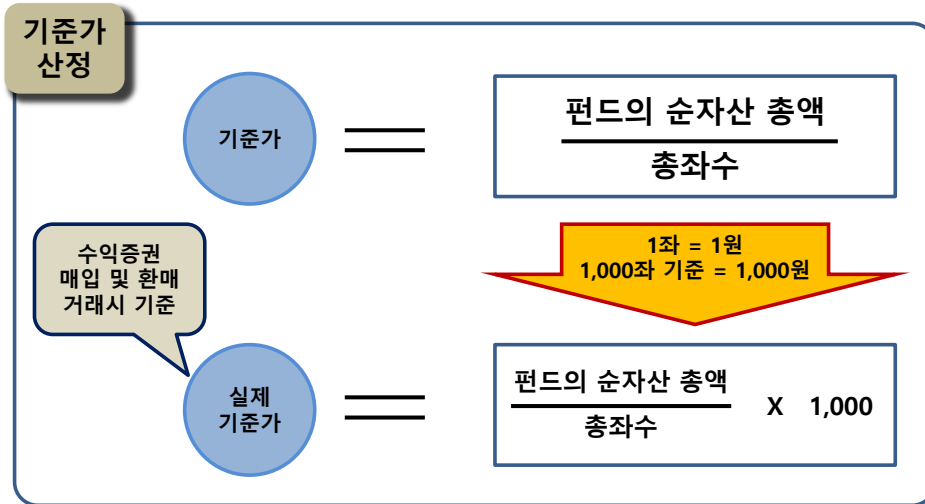 기준가
산정
기준가
펀드의 순자산 총액
총좌수
1좌 = 1원
1,000좌 기준 = 1,000원
수익증권
매입 및 환매
거래시 기준
실제
기준가
펀드의 순자산 총액
총좌수
X 1,000